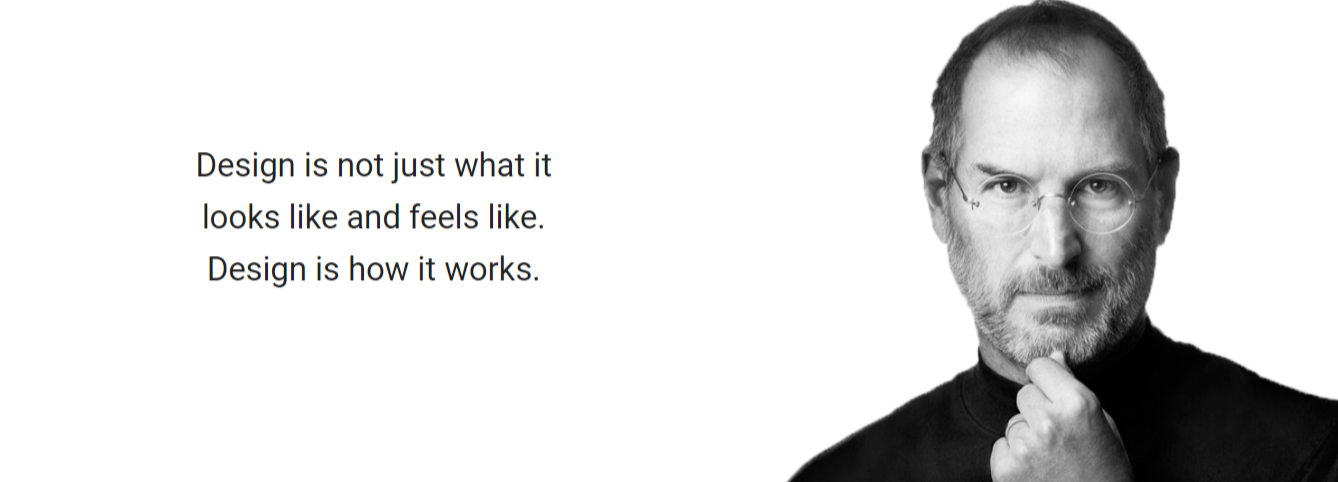 Design is not just what it
looks like and feels like.
Design is how it works.